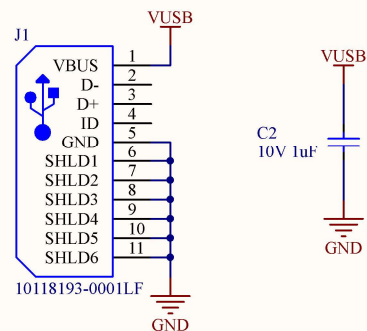 VUSB
J1
VBUS 1
D- 2
D+ 3
ID 4
GND 5
SHLD1 6
SHLD2 7
SHLD3 8
SHLD4 9
SHLD5 10
SHLD6 11
10118193-0001LF
GND
VUSB
C2
10V 1uF
GND